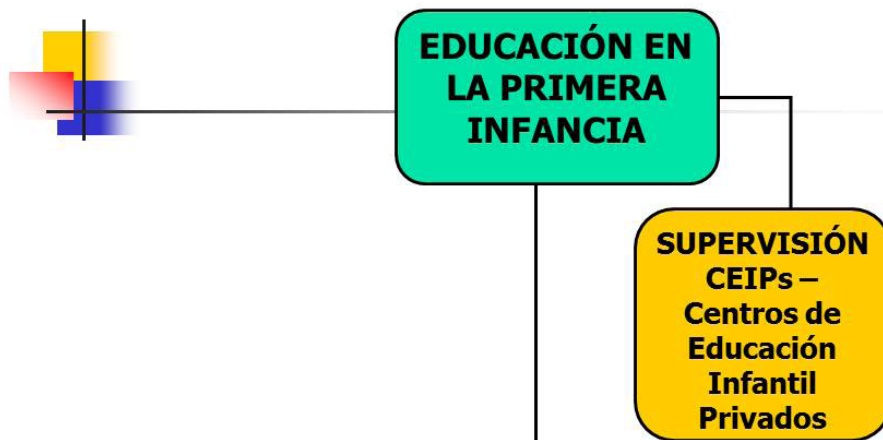 EDUCACIÓN EN
LA PRIMERA
INFANCIA
SUPERVISIÓN
CEIPs –
Centros de
Educación
Infantil
Privados